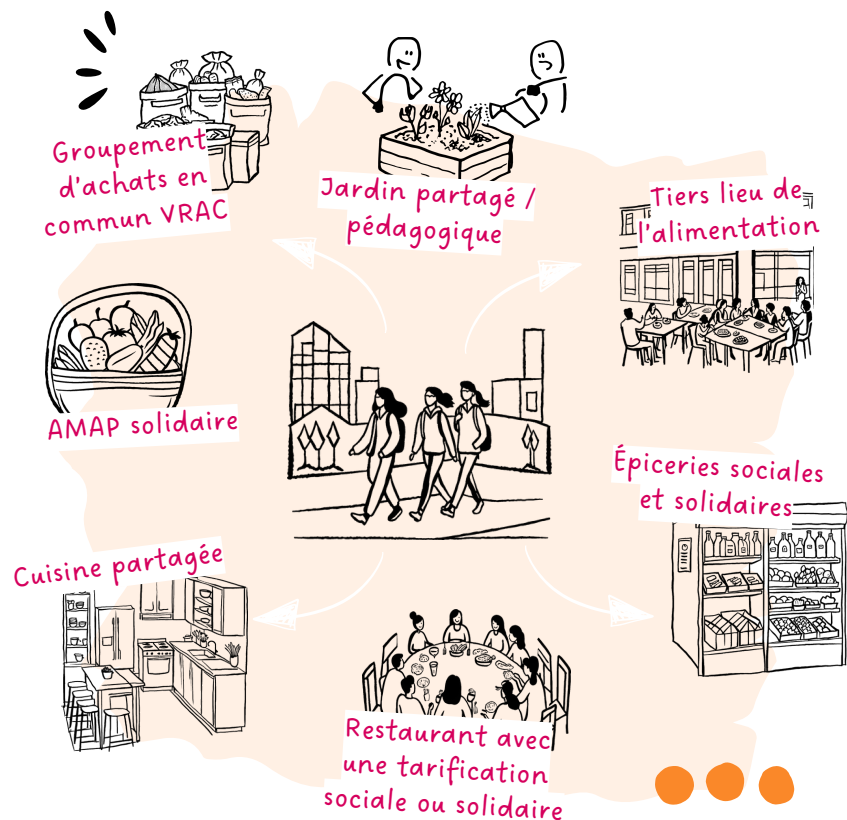 Groupement
d'achats en
commun VRAC
Jardin partagé /
pédagogique
Tiers lieu de
l'alimentation
AMAP solidaire
Épiceries sociales
et solidaires
Cuisine partagée
Restaurant avec
une tarification
sociale ou solidaire